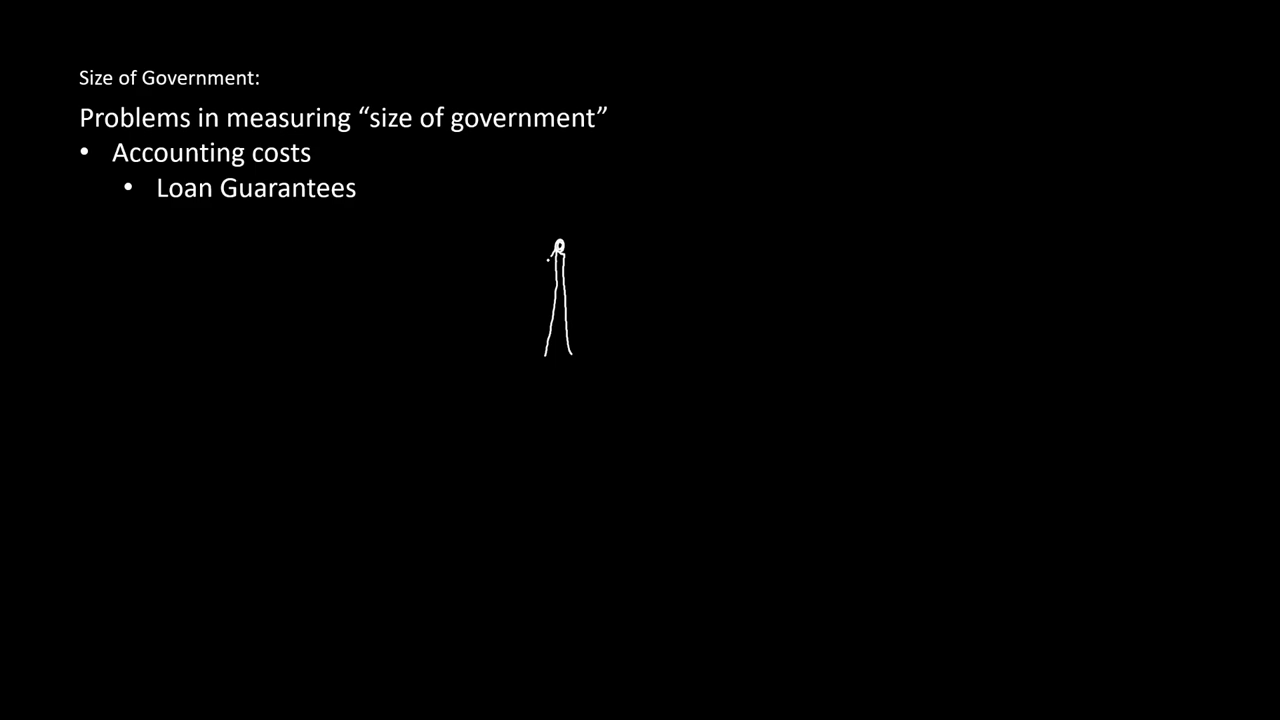 Size of Government:
Problems in measuring “size of government”
• Accounting costs
• Loan Guarantees